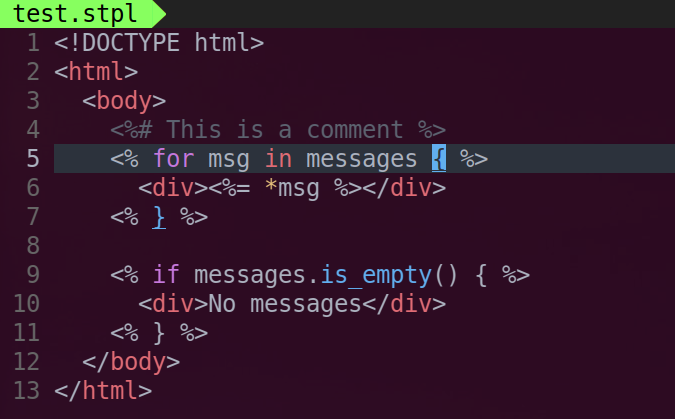 test.stpl
1 <!DOCTYPE html>
2 <html>
3   <body>
4     <%# This is a comment %>
5     <% for msg in messages { %>
6       <div><%= *msg %></div>
7     <% } %>
8
9     <% if messages.is_empty() { %>
10       <div>No messages</div>
11     <% } %>
12   </body>
13 </html>